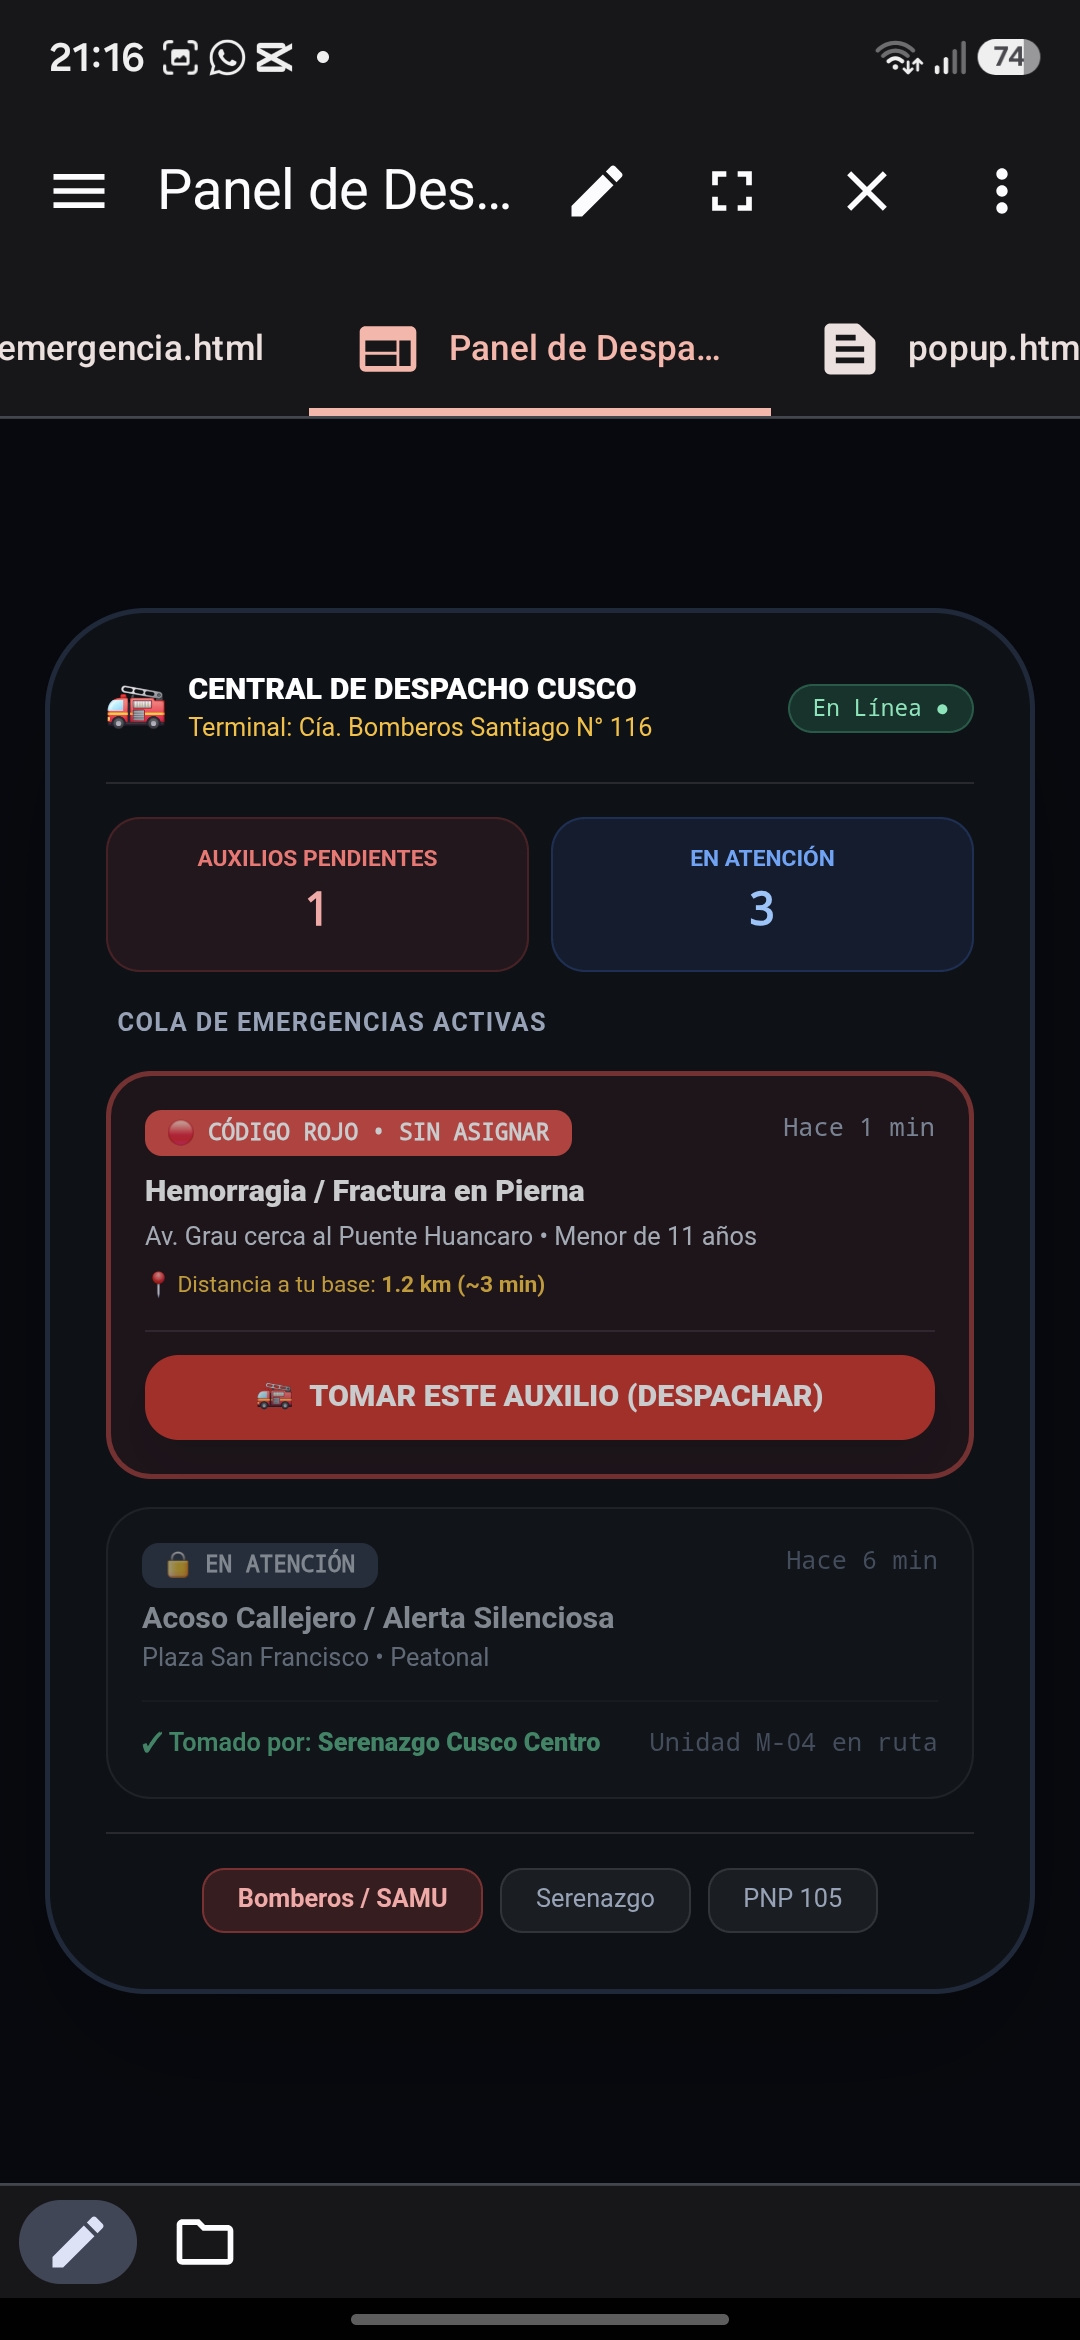 21:16
74
Panel de Des...
emergencia.html
Panel de Despa...
popup.htm
CENTRAL DE DESPACHO CUSCO
Terminal: Cía. Bomberos Santiago N° 116
En Línea ●
AUXILIOS PENDIENTES
1
EN ATENCIÓN
3
COLA DE EMERGENCIAS ACTIVAS
🔴 CÓDIGO ROJO • SIN ASIGNAR
Hace 1 min
Hemorragia / Fractura en Pierna
Av. Grau cerca al Puente Huancaro • Menor de 11 años
📍 Distancia a tu base: 1.2 km (~3 min)
🚒 TOMAR ESTE AUXILIO (DESPACHAR)
🔒 EN ATENCIÓN
Hace 6 min
Acoso Callejero / Alerta Silenciosa
Plaza San Francisco • Peatonal
✓ Tomado por: Serenazgo Cusco Centro
Unidad M-04 en ruta
Bomberos / SAMU
Serenazgo
PNP 105